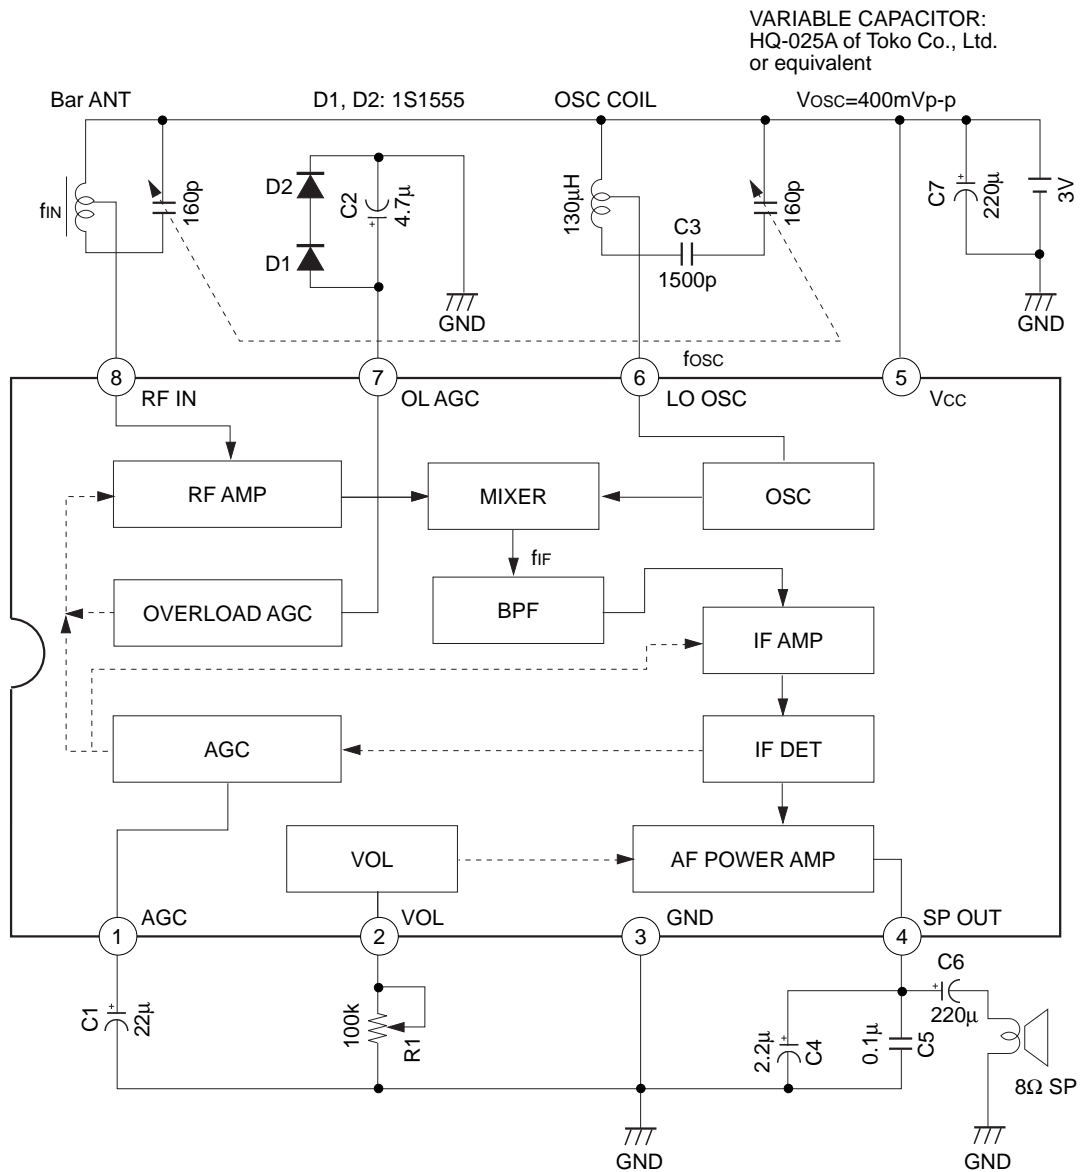 VARIABLE CAPACITOR:
HQ-025A of Toko Co., Ltd.
or equivalent
Bar ANT
D1, D2: 1S1555
OSC COIL
VOSC=400mVp-p
fIN
160p
D2
D1
C2
4.7µ
GND
130µH
C3
1500p
160p
C7
220µ
3V
GND
fOSC
8
RF IN
7
OL AGC
6
LO OSC
5
VCC
RF AMP
MIXER
OSC
fIF
OVERLOAD AGC
BPF
IF AMP
AGC
IF DET
VOL
AF POWER AMP
AGC
1
VOL
2
GND
3
SP OUT
4
C1
22µ
100k
R1
2.2µ
C4
0.1µ
C5
C6
220µ
8Ω SP
GND
GND